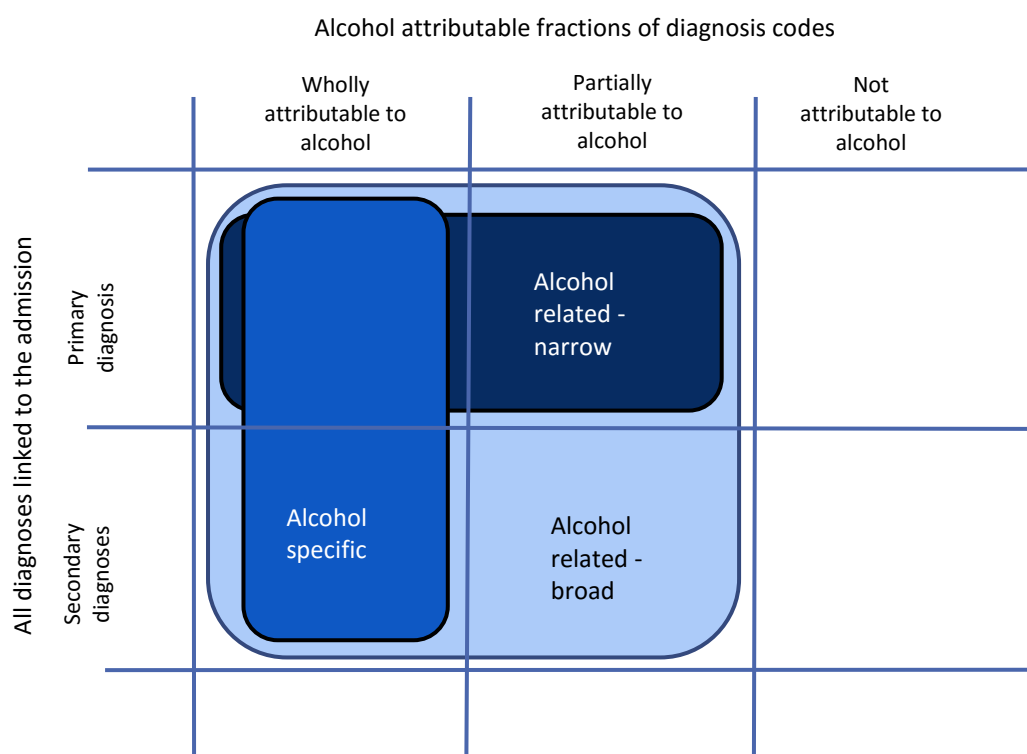 Alcohol attributable fractions of diagnosis codes
Wholly
attributable to
alcohol
Partially
attributable to
alcohol
Not
attributable to
alcohol
All diagnoses linked to the admission
Primary
diagnosis
Alcohol
related -
narrow
Secondary
diagnoses
Alcohol
specific
Alcohol
related -
broad